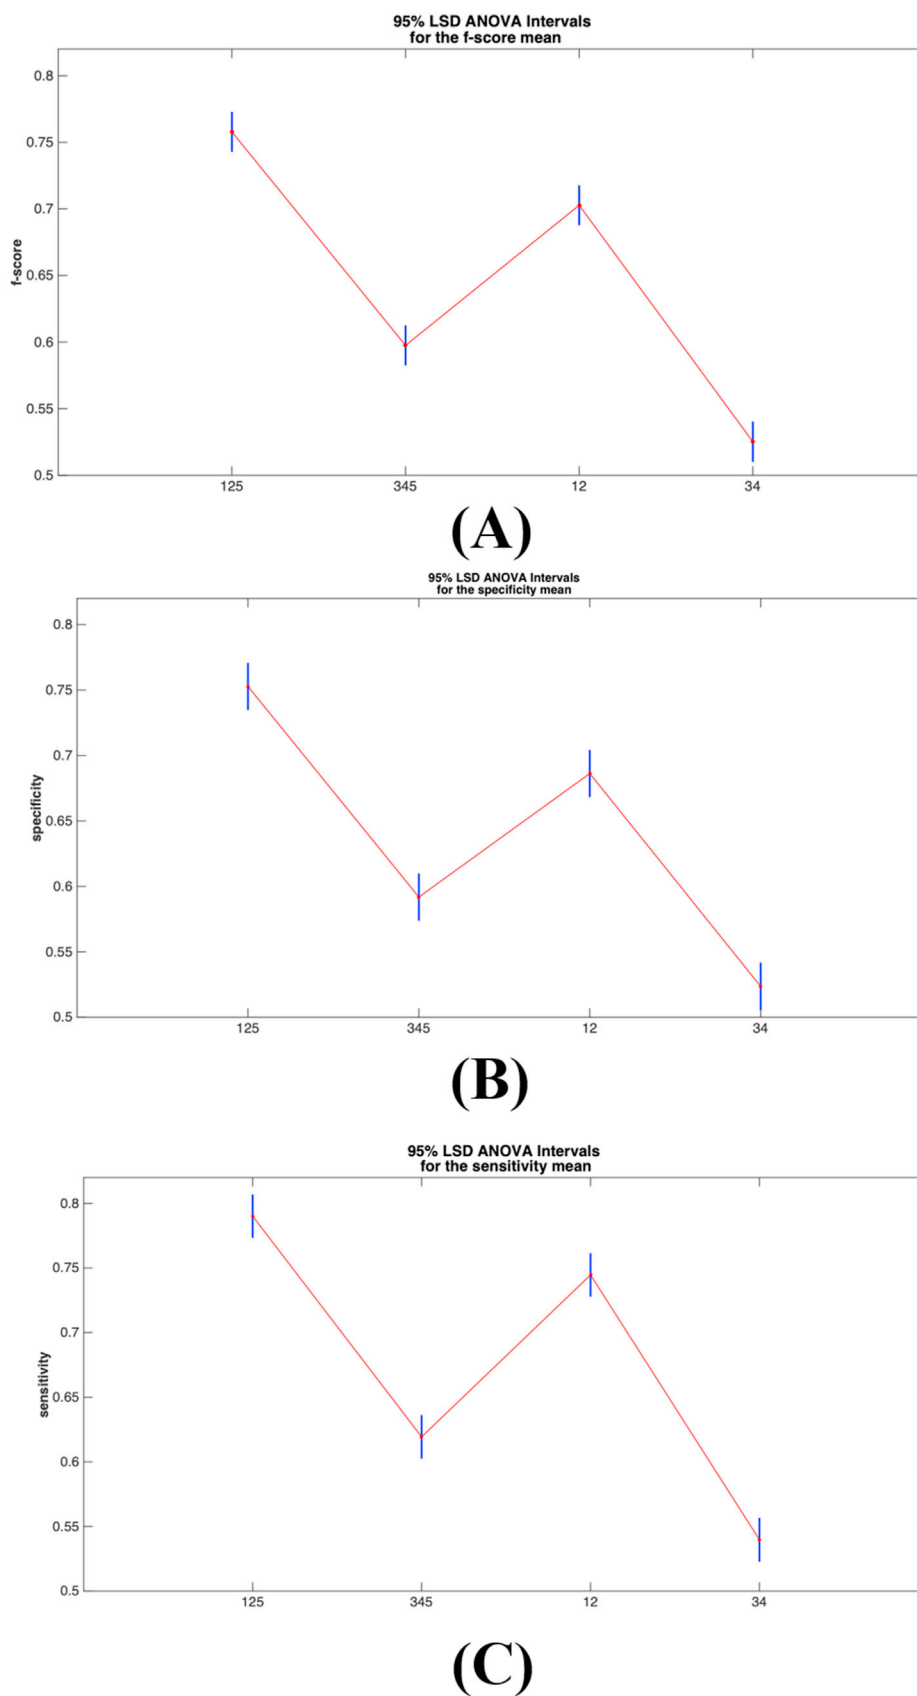 95% LSD ANOVA Intervals
for the f-score mean
0.8
0.75
0.7
0.65
0.6
0.55
0.5
f-score
125 345 12 34
(A)
95% LSD ANOVA Intervals
for the specificity mean
0.8
0.75
0.7
0.65
0.6
0.55
0.5
specificity
125 345 12 34
(B)
95% LSD ANOVA Intervals
for the sensitivity mean
0.8
0.75
0.7
0.65
0.6
0.55
0.5
sensitivity
125 345 12 34
(C)